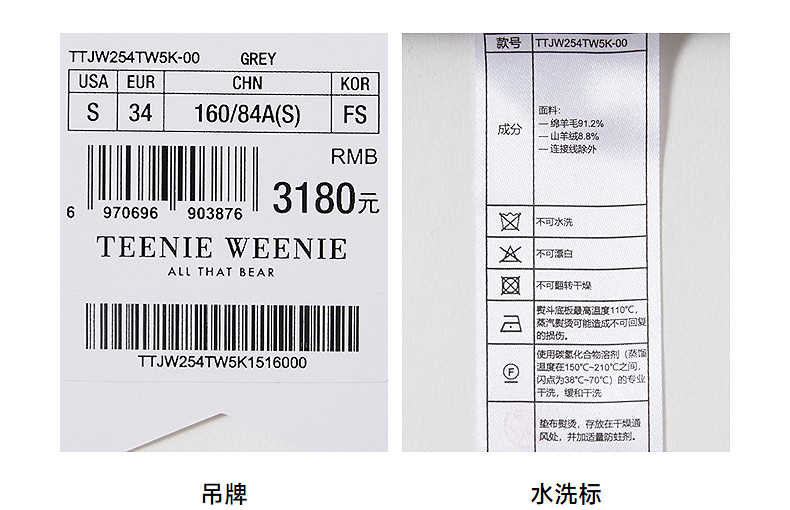 TTJW254TW5K-00 GREY
USA EUR CHN KOR
S 34 160/84A(S) FS
RMB
3180元
6 970696 903876
TEENIE WEENIE
ALL THAT BEAR
TTJW254TW5K1516000
吊牌
款号 TTJW254TW5K-00
成分
面料：
— 绵羊毛91.2%
— 山羊绒8.8%
— 连接线除外
不可水洗
不可漂白
不可翻转干燥
熨斗底板最高温度110℃，
蒸汽熨烫可能造成不可回复
的损伤。
F
使用碳氢化合物溶剂（蒸馏
温度在150℃~210℃之间，
闪点为38℃~70℃）的专业
干洗，缓和干洗
垫布熨烫，存放在干燥通
风处，并加适量防蛀剂。
水洗标